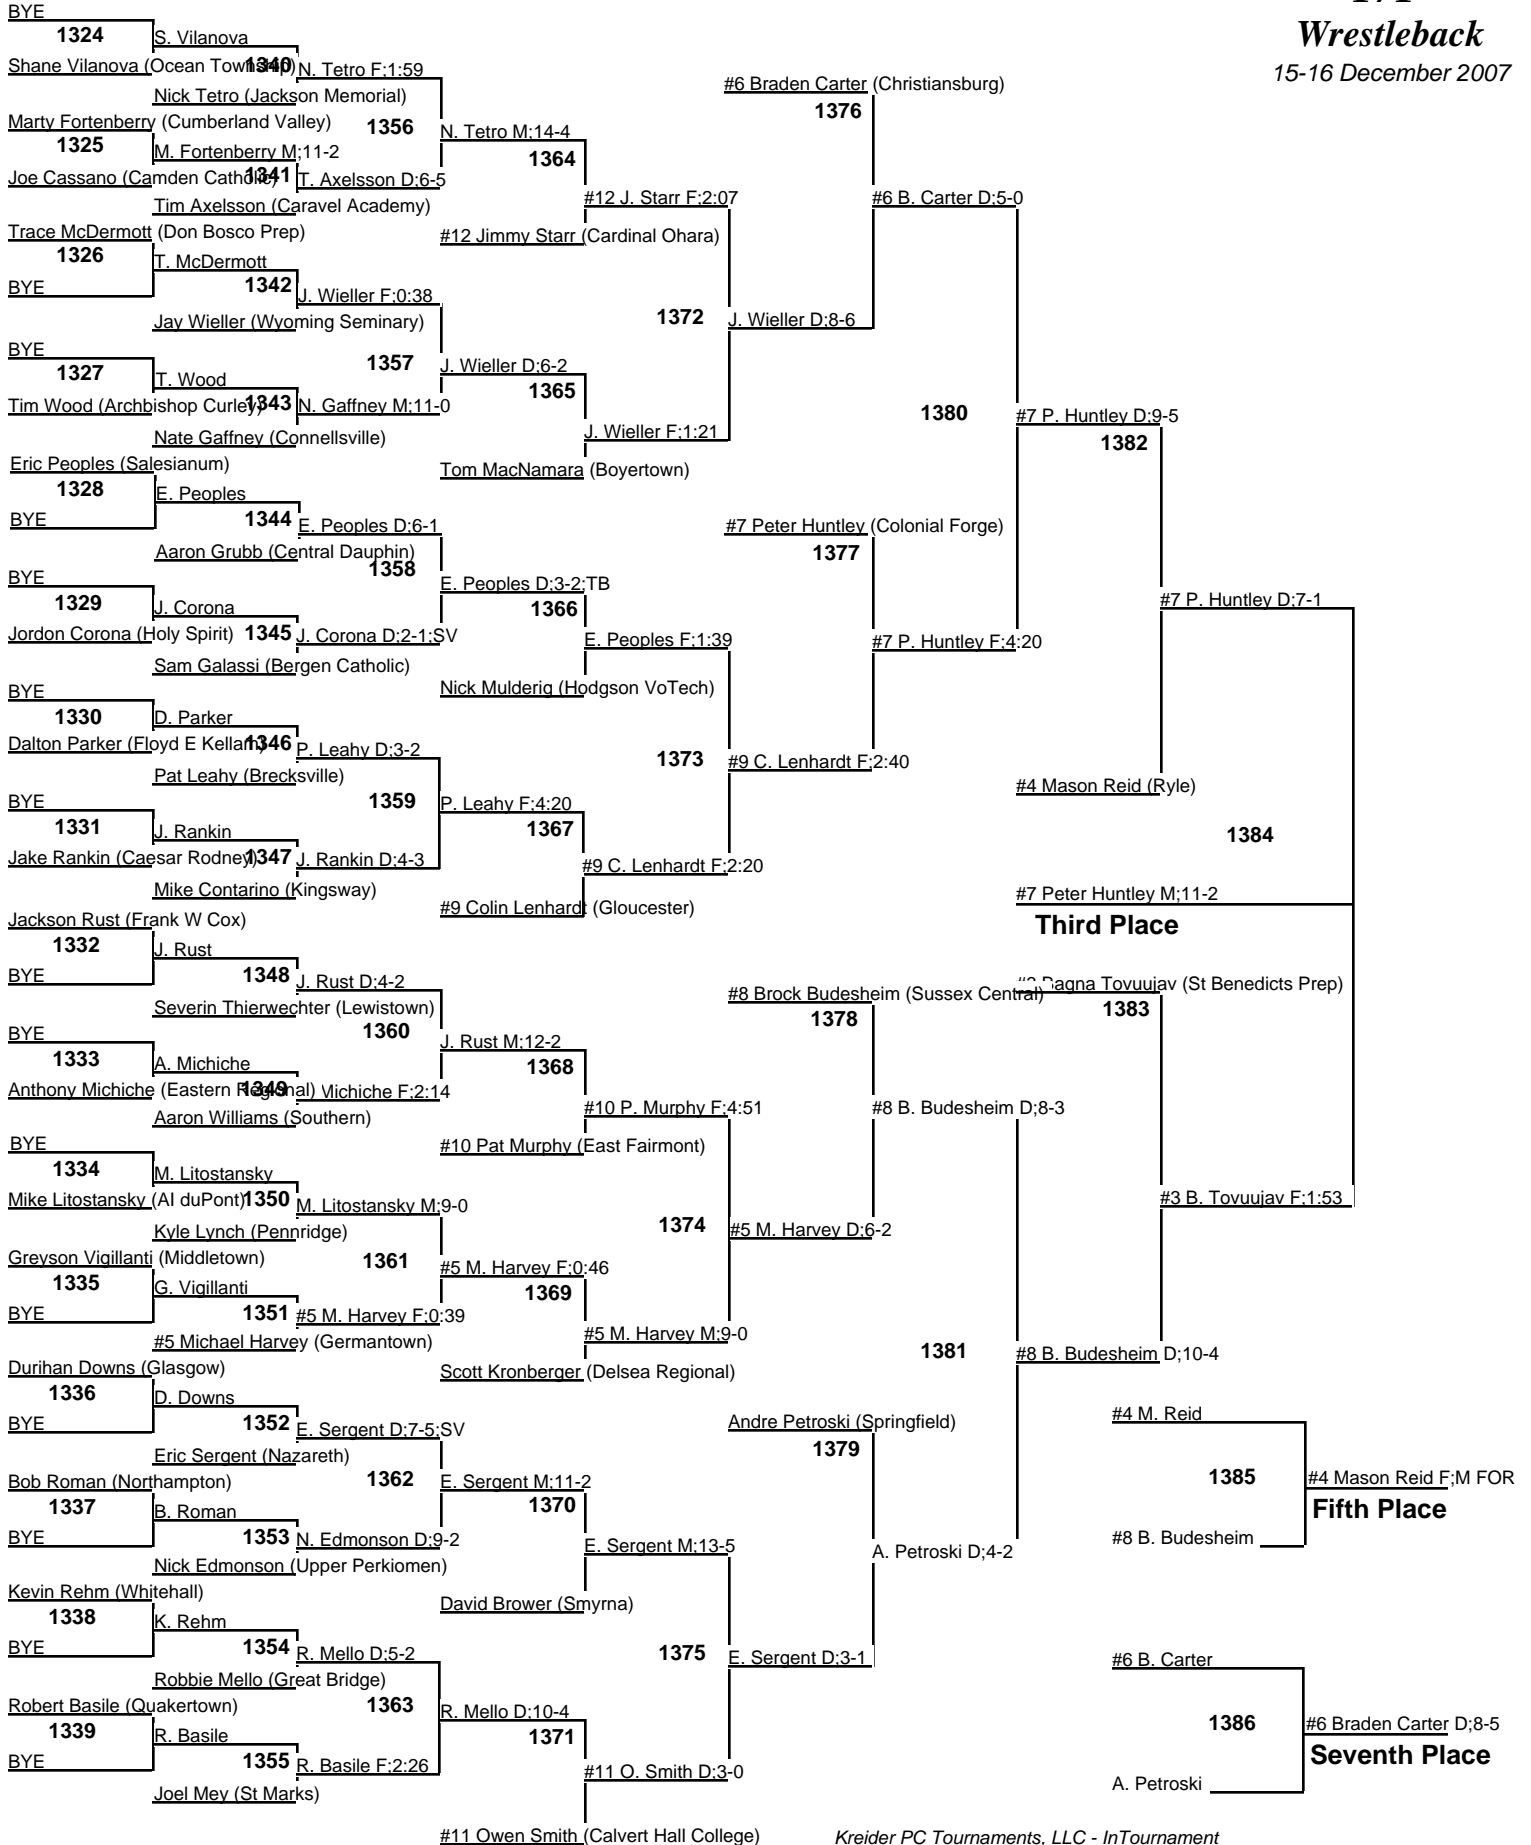 Wrestleback
15-16 December 2007
BYE
1324
S. Vilanova
Shane Vilanova (Ocean Township)
1340
N. Tetro F;1:59
Nick Tetro (Jackson Memorial)
Marty Fortenberry (Cumberland Valley)
1356
N. Tetro M;14-4
1325
M. Fortenberry M;11-2
1364
Joe Cassano (Camden Catholic)
1341
T. Axelsson D;6-5
Tim Axelsson (Caravel Academy)
#12 J. Starr F;2:07
Trace McDermott (Don Bosco Prep)
#12 Jimmy Starr (Cardinal Ohara)
1326
T. McDermott
BYE
1342
J. Wieller F;0:38
Jay Wieller (Wyoming Seminary)
1372
J. Wieller D;8-6
BYE
1357
J. Wieller D;6-2
1327
T. Wood
1365
Tim Wood (Archbishop Curley)
1343
N. Gaffney M;11-0
Nate Gaffney (Connellsville)
J. Wieller F;1:21
Tom MacNamara (Boyertown)
#6 Braden Carter (Christiansburg)
1376
#6 B. Carter D;5-0
1380
#7 P. Huntley D;9-5
1382
Eric Peoples (Salesianum)
1328
E. Peoples
BYE
1344
E. Peoples D;6-1
Aaron Grubb (Central Dauphin)
1358
E. Peoples D;3-2;TB
BYE
1329
J. Corona
1366
Jordon Corona (Holy Spirit)
1345
J. Corona D;2-1;SV
E. Peoples F;1:39
Sam Galassi (Bergen Catholic)
Nick Mulderig (Hodgson VoTech)
#7 Peter Huntley (Colonial Forge)
1377
#7 P. Huntley F;4:20
#7 P. Huntley D;7-1
BYE
1330
D. Parker
Dalton Parker (Floyd E Kellam)
1346
P. Leahy D;3-2
Pat Leahy (Brecksville)
1373
#9 C. Lenhardt F;2:40
#4 Mason Reid (Ryle)
BYE
1359
P. Leahy F;4:20
1331
J. Rankin
1367
1384
Jake Rankin (Caesar Rodney)
1347
J. Rankin D;4-3
#9 C. Lenhardt F;2:20
Mike Contarino (Kingsway)
#9 Colin Lenhardt (Gloucester)
#7 Peter Huntley M;11-2
Third Place
Jackson Rust (Frank W Cox)
1332
J. Rust
BYE
1348
J. Rust D;4-2
Severin Thierwechter (Lewistown)
#8 Brock Budesheim (Sussex Central)
Tovuujav (St Benedicts Prep)
1378
1383
1360
J. Rust M;12-2
BYE
1333
A. Michiche
1368
Anthony Michiche (Eastern Regional)
1349
Michiche F;2:14
#10 P. Murphy F;4:51
#8 B. Budesheim D;8-3
Aaron Williams (Southern)
#10 Pat Murphy (East Fairmont)
BYE
1334
M. Litostansky
Mike Litostansky (AI duPont)
1350
M. Litostansky M;9-0
#3 B. Tovuujav F;1:53
Kyle Lynch (Pennridge)
1374
#5 M. Harvey D;6-2
Greyson Vigillanti (Middletown)
1361
#5 M. Harvey F;0:46
1335
G. Vigillanti
1369
BYE
1351
#5 M. Harvey F;0:39
#5 Michael Harvey (Germantown)
#5 M. Harvey M;9-0
1381
#8 B. Budesheim D;10-4
Scott Kronberger (Delsea Regional)
Durihan Downs (Glasgow)
1336
D. Downs
BYE
1352
E. Sergent D;7-5;SV
Andre Petroski (Springfield)
1379
#4 M. Reid
Eric Sergent (Nazareth)
1362
E. Sergent M;11-2
1385
#4 Mason Reid F;M FOR
Fifth Place
Bob Roman (Northampton)
1337
B. Roman
1370
BYE
1353
N. Edmonson D;9-2
E. Sergent M;13-5
A. Petroski D;4-2
#8 B. Budesheim
Nick Edmonson (Upper Perkiomen)
David Brower (Smyrna)
Kevin Rehm (Whitehall)
1338
K. Rehm
BYE
1354
R. Mello D;5-2
1375
E. Sergent D;3-1
#6 B. Carter
Robbie Mello (Great Bridge)
1363
R. Mello D;10-4
1386
#6 Braden Carter D;8-5
Seventh Place
Robert Basile (Quakertown)
1339
R. Basile
1371
BYE
1355
R. Basile F;2:26
#11 O. Smith D;3-0
A. Petroski
Joel Mey (St Marks)
#11 Owen Smith (Calvert Hall College)
Kreider PC Tournaments, LLC - InTournament